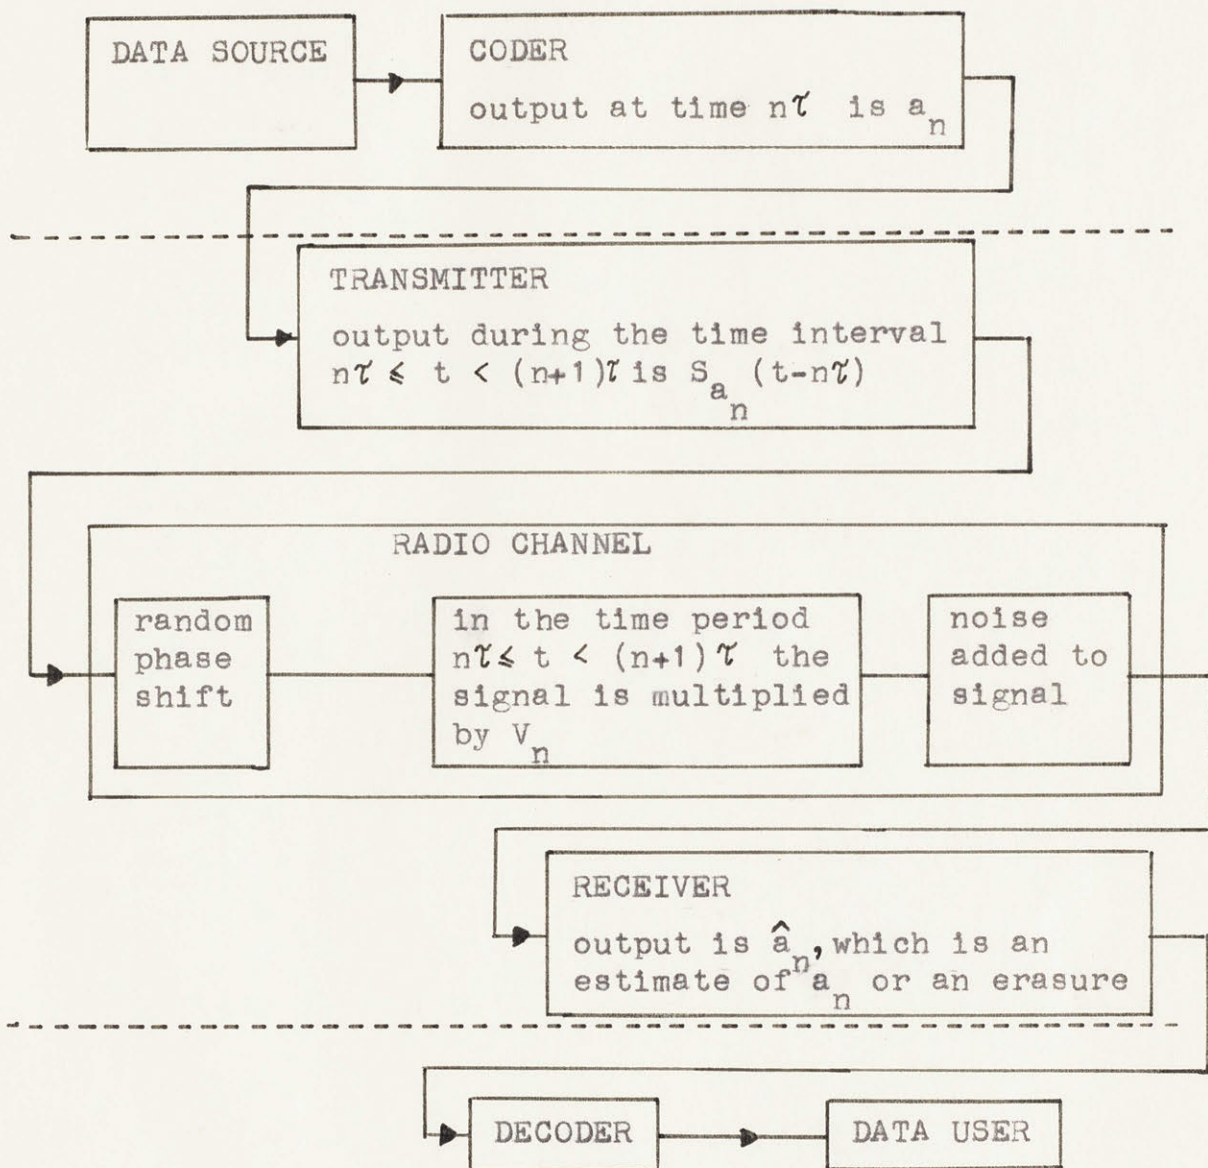 DATA SOURCE
CODER
output at time nτ is a_n
TRANSMITTER
output during the time interval
nτ ≤ t < (n+1)τ is S_a_n (t-nτ)
RADIO CHANNEL
random
phase
shift
in the time period
nτ ≤ t < (n+1)τ the
signal is multiplied
by V_n
noise
added to
signal
RECEIVER
output is â_n, which is an
estimate of a_n or an erasure
DECODER
DATA USER